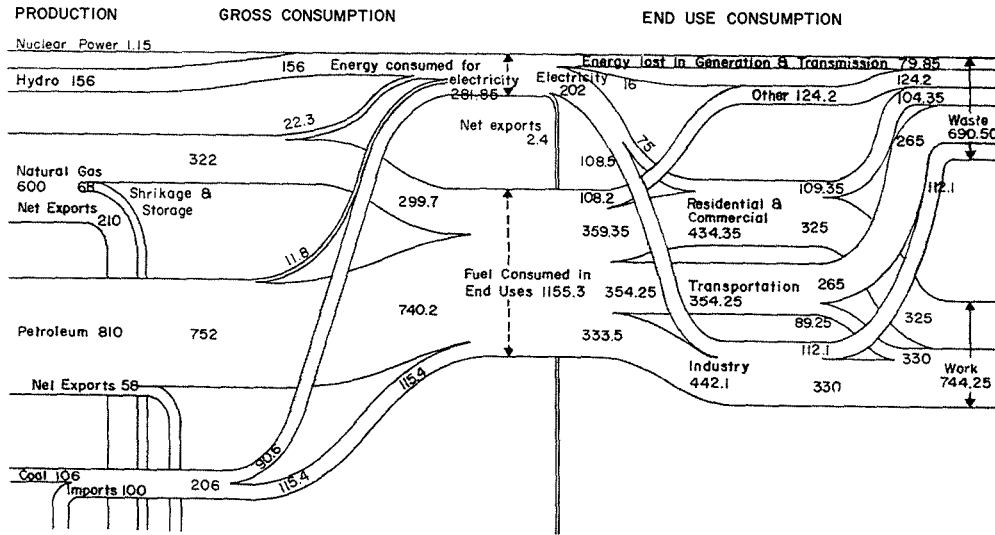 PRODUCTION
GROSS CONSUMPTION
END USE CONSUMPTION
Nuclear Power 1.15
Hydro 156
156
Energy consumed for
electricity
281.85
Electricity
202
Energy lost in Generation & Transmission 79.85
16
124.2
Other 124.2
104.35
Waste
690.50
22.3
Net exports
2.4
75
265
322
108.5
Natural Gas
600
68
Shrikage &
Storage
299.7
108.2
109.35
112.1
Net Exports
210
Residential &
Commercial
434.35
359.35
325
11.8
Fuel Consumed in
End Uses 1155.3
354.25
Transportation
354.25
265
Petroleum 810
752
740.2
333.5
89.25
325
112.1
330
Net Exports 58
115.4
Industry
442.1
330
Work
744.25
90.6
Coal 106
Imports 100
206
115.4